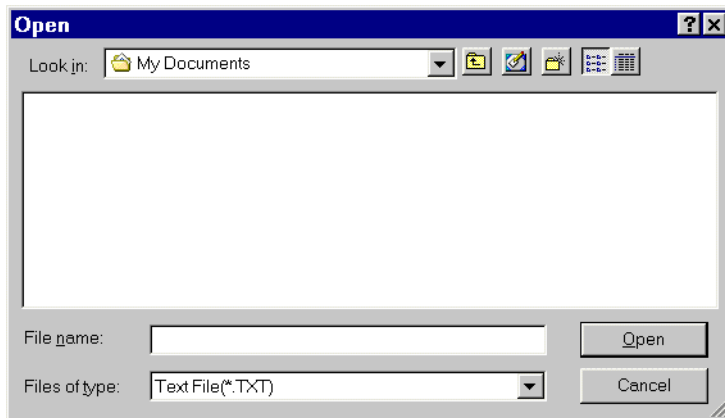 Open
Look in: My Documents
File name:
Open
Files of type: Text File(*.TXT)
Cancel